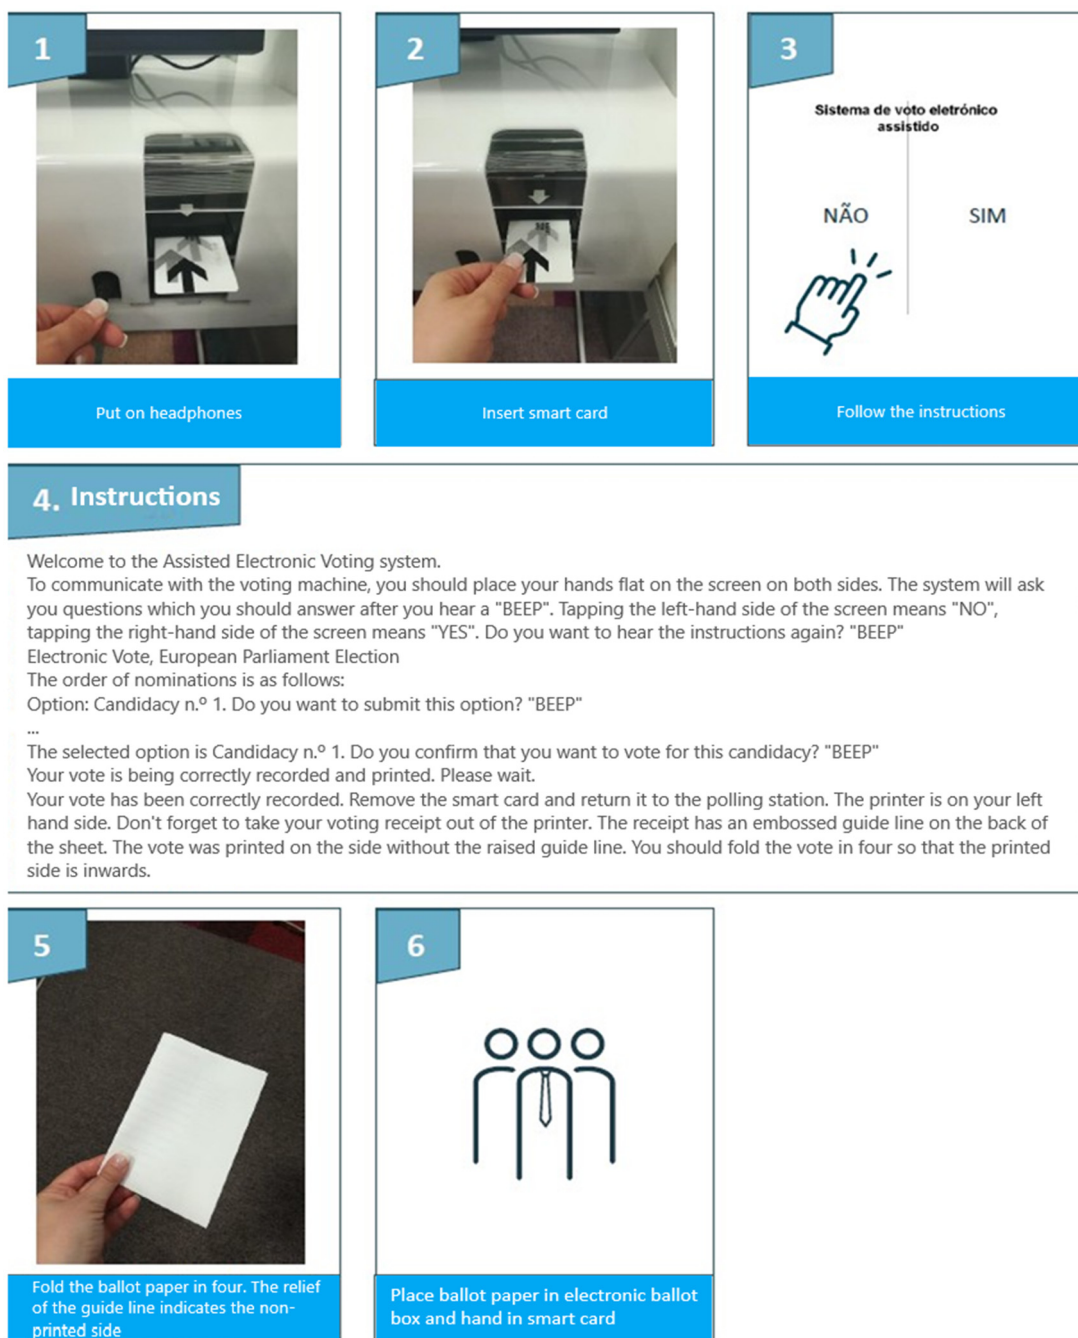 1
Put on headphones
2
Insert smart card
3
Sistema de voto eletrónico
assistido
NÃO
SIM
Follow the instructions
4. Instructions
Welcome to the Assisted Electronic Voting system.
To communicate with the voting machine, you should place your hands flat on the screen on both sides. The system will ask
you questions which you should answer after you hear a "BEEP". Tapping the left-hand side of the screen means "NO",
tapping the right-hand side of the screen means "YES". Do you want to hear the instructions again? "BEEP"
Electronic Vote, European Parliament Election
The order of nominations is as follows:
Option: Candidacy n.º 1. Do you want to submit this option? "BEEP"
...
The selected option is Candidacy n.º 1. Do you confirm that you want to vote for this candidacy? "BEEP"
Your vote is being correctly recorded and printed. Please wait.
Your vote has been correctly recorded. Remove the smart card and return it to the polling station. The printer is on your left
hand side. Don't forget to take your voting receipt out of the printer. The receipt has an embossed guide line on the back of
the sheet. The vote was printed on the side without the raised guide line. You should fold the vote in four so that the printed
side is inwards.
5
Fold the ballot paper in four. The relief
of the guide line indicates the non-
printed side
6
Place ballot paper in electronic ballot
box and hand in smart card